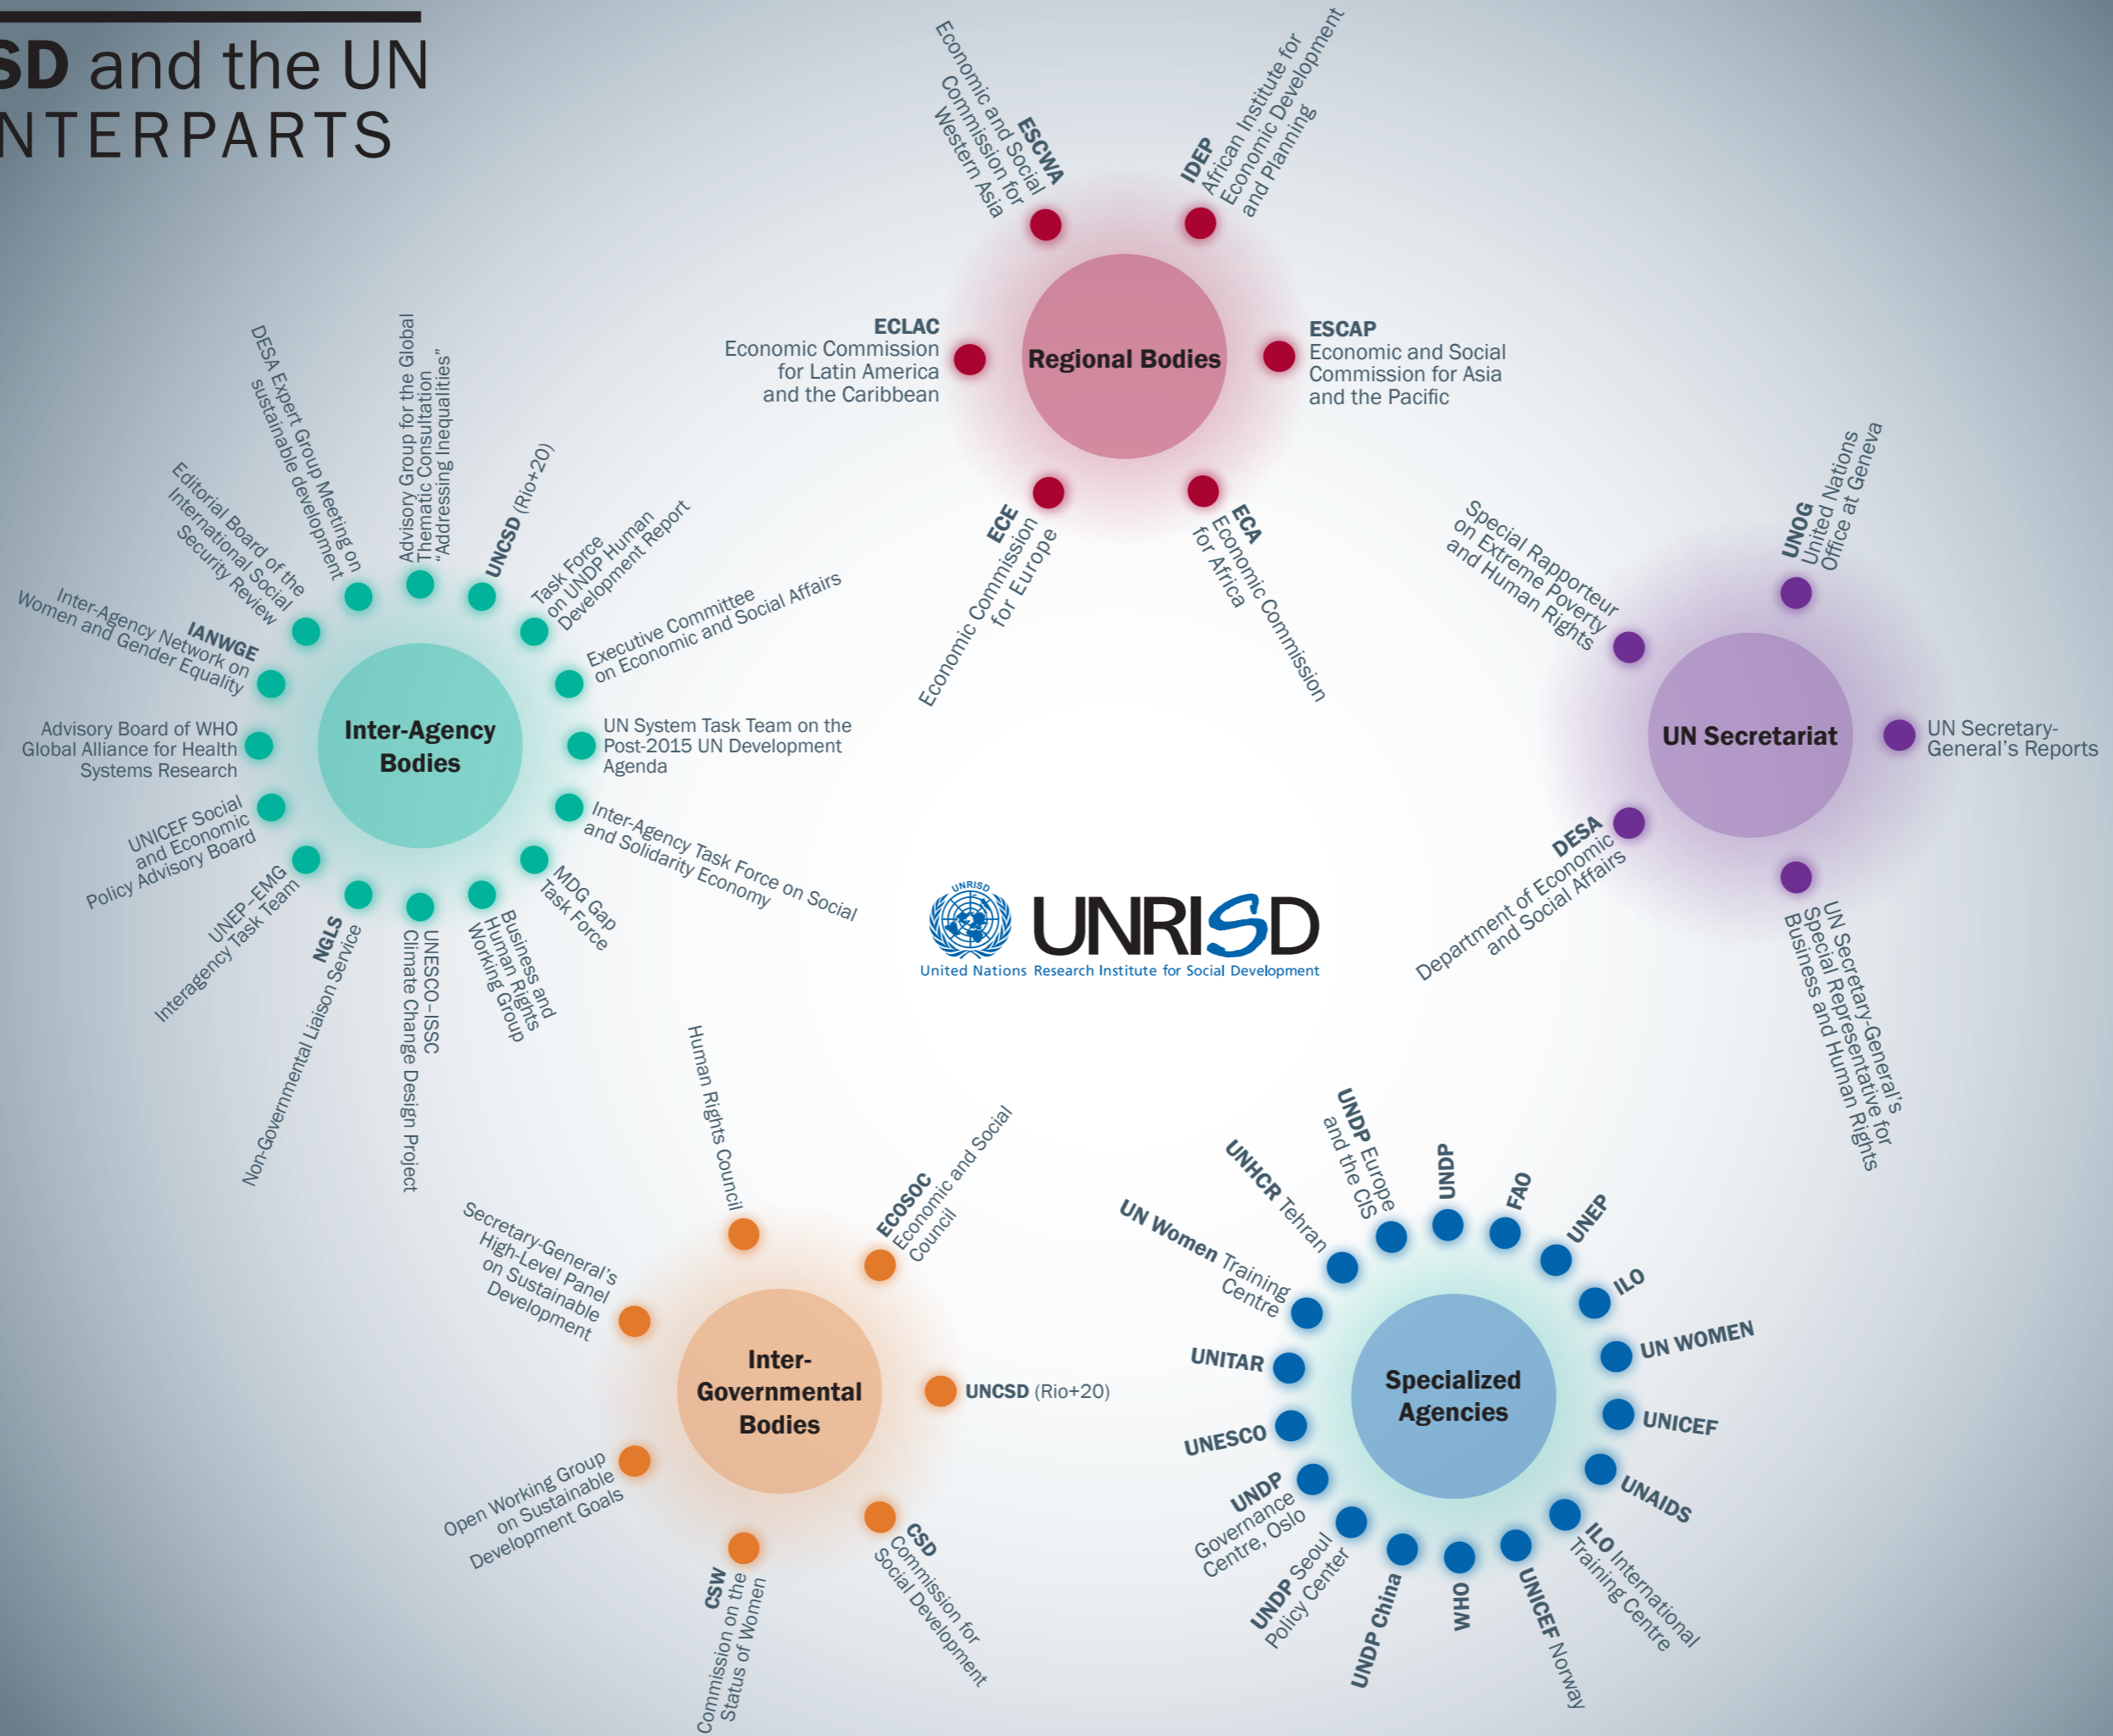 SD and the UN
NTERPARTS
ESCWA
Economic and Social
Commission for
Western Asia
IDEP
African Institute for
Economic Development
and Planning
ECLAC
Economic Commission
for Latin America
and the Caribbean
Regional Bodies
ESCAP
Economic and Social
Commission for Asia
and the Pacific
ECE
Economic Commission
for Europe
ECA
Economic Commission
for Africa
DESA Expert Group Meeting on
sustainable development
Advisory Group for the Global
Thematic Consultation
“Addressing Inequalities”
UNCSD (Rio+20)
Task Force
on UNDP Human
Development Report
Executive Committee
on Economic and Social Affairs
UN System Task Team on the
Post-2015 UN Development
Agenda
Inter-Agency Task Force on Social
and Solidarity Economy
MDG Gap
Task Force
Business and
Human Rights
Working Group
UNESCO–ISSC
Climate Change Design Project
NGLS
Non-Governmental Liaison Service
UNEP–EMG
Interagency Task Team
UNICEF Social
and Economic
Policy Advisory Board
Advisory Board of WHO
Global Alliance for Health
Systems Research
IANWGE
Inter-Agency Network on
Women and Gender Equality
Editorial Board of the
International Social
Security Review
Inter-Agency
Bodies
Special Rapporteur
on Extreme Poverty
and Human Rights
UNOG
United Nations
Office at Geneva
UN Secretariat
UN Secretary-
General’s Reports
DESA
Department of Economic
and Social Affairs
UN Secretary-General’s
Special Representative for
Business and Human Rights
UNRISD
UNRISD
United Nations Research Institute for Social Development
Human Rights Council
ECOSOC
Economic and Social
Council
Secretary-General’s
High-Level Panel
on Sustainable
Development
Inter-
Governmental
Bodies
UNCSD (Rio+20)
Open Working Group
on Sustainable
Development Goals
CSW
Commission on the
Status of Women
CSD
Commission for
Social Development
UNDP Europe
and the CIS
UNDP
FAO
UNEP
ILO
UN WOMEN
UNICEF
UNAIDS
ILO International
Training Centre
UNICEF Norway
WHO
UNDP China
UNDP Seoul
Policy Center
UNDP
Governance
Centre, Oslo
UNESCO
UNITAR
UN Women Training
Centre
UNHCR Tehran
Specialized
Agencies